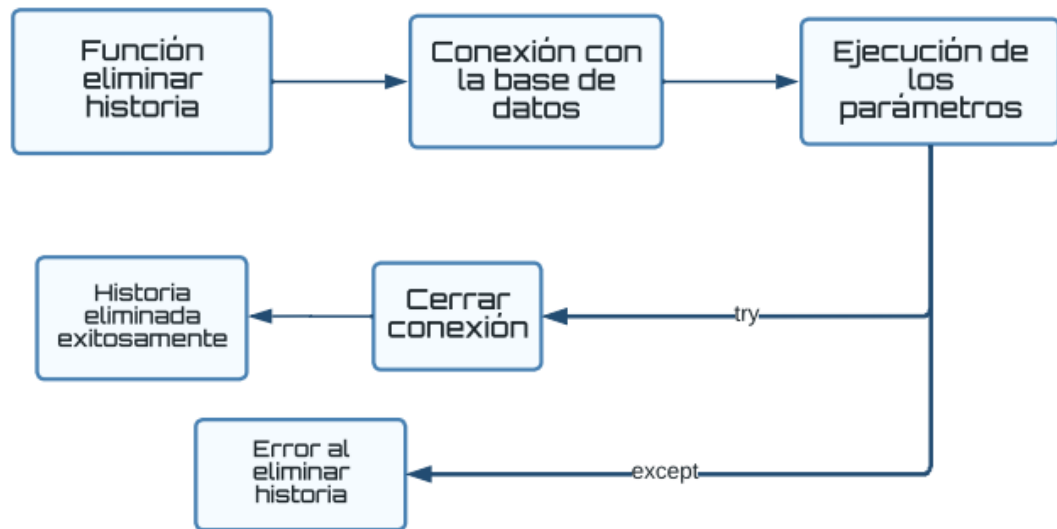 Función
eliminar
historia
Conexión con
la base de
datos
Ejecución de
los
parámetros
Historia
eliminada
exitosamente
Cerrar
conexión
try
Error al
eliminar
historia
except